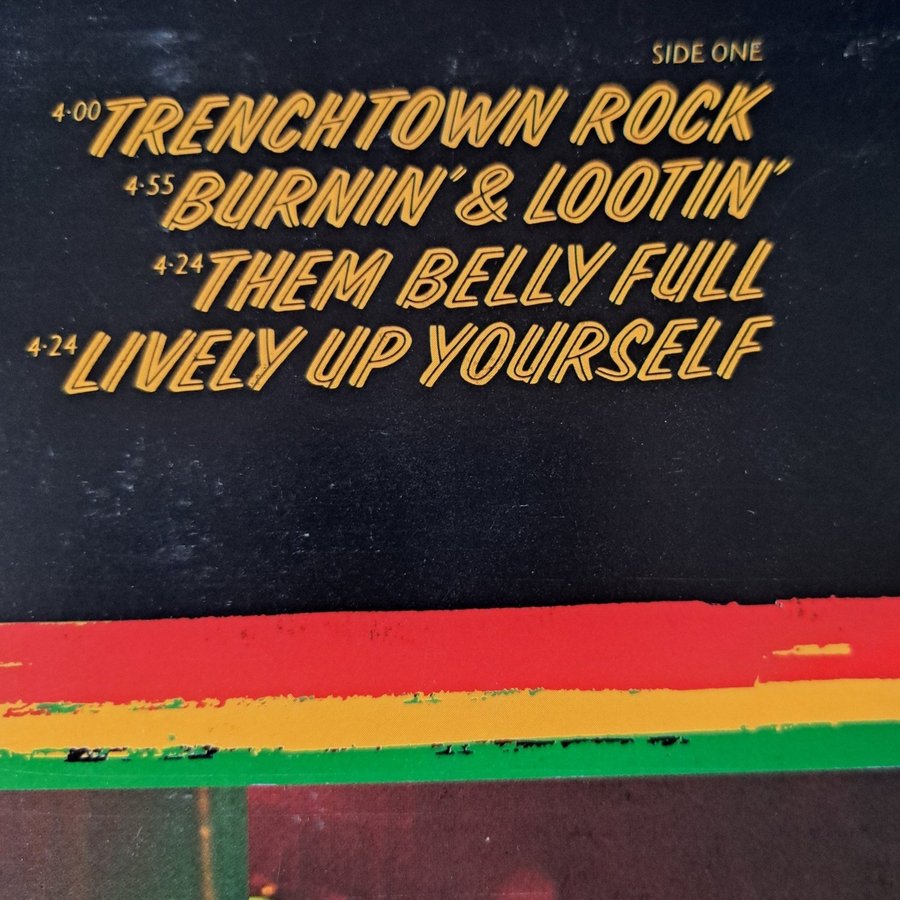 SIDE ONE
4·00 TRENCHTOWN ROCK
4·55 BURNIN' & LOOTIN'
4·24 THEM BELLY FULL
4·24 LIVELY UP YOURSELF